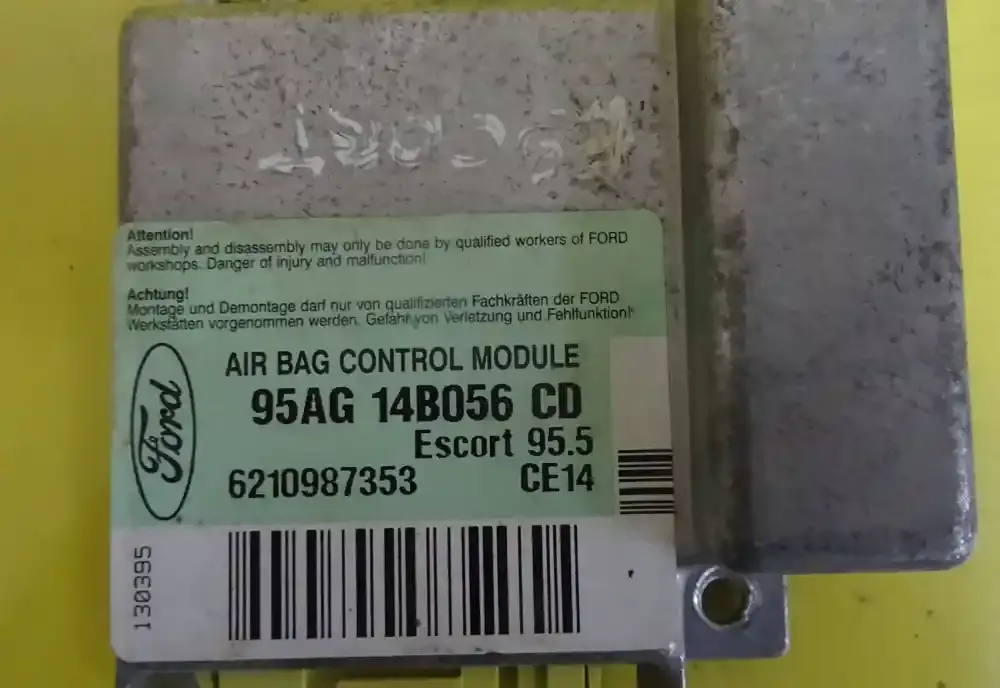 Attention!
Assembly and disassembly may only be done by qualified workers of FORD
workshops. Danger of injury and malfunction!
Achtung!
Montage und Demontage darf nur von qualifizierten Fachkräften der FORD
Werkstätten vorgenommen werden. Gefahr von Verletzung und Fehlfunktion!
AIR BAG CONTROL MODULE
95AG 14B056 CD
Escort 95.5
6210987353 CE14
Ford
130395